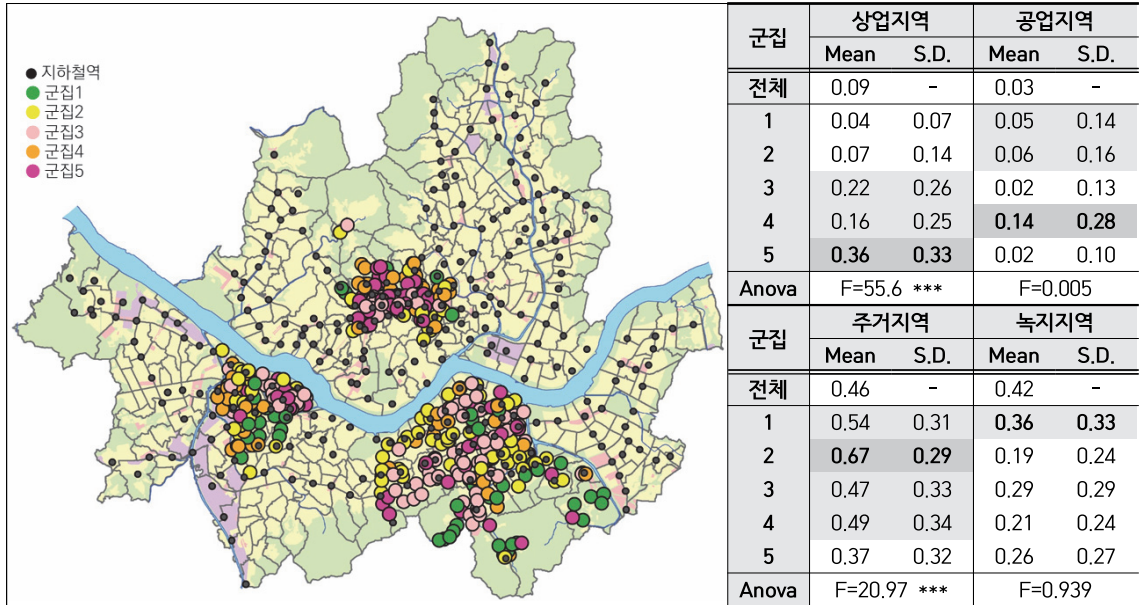 지하철역
군집1
군집2
군집3
군집4
군집5
군집 상업지역 공업지역
Mean S.D. Mean S.D.
전체 0.09 - 0.03 -
1 0.04 0.07 0.05 0.14
2 0.07 0.14 0.06 0.16
3 0.22 0.26 0.02 0.13
4 0.16 0.25 0.14 0.28
5 0.36 0.33 0.02 0.10
Anova F=55.6 *** F=0.005
군집 주거지역 녹지지역
Mean S.D. Mean S.D.
전체 0.46 - 0.42 -
1 0.54 0.31 0.36 0.33
2 0.67 0.29 0.19 0.24
3 0.47 0.33 0.29 0.29
4 0.49 0.34 0.21 0.24
5 0.37 0.32 0.26 0.27
Anova F=20.97 *** F=0.939